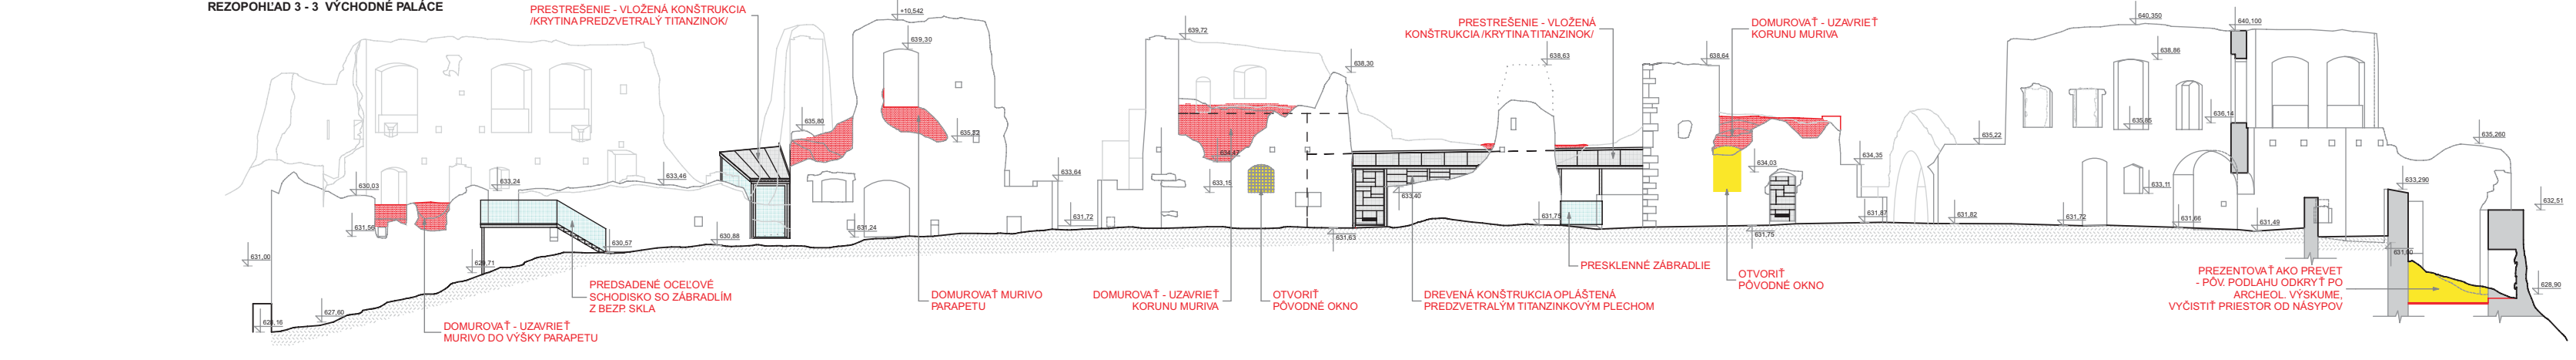 REZOPOHĽAD 3 - 3 VÝCHODNÉ PALÁCE
PRESTREŠENIE - VLOŽENÁ KONŠTRUKCIA
/KRYTINA PREDZVETRALÝ TITANZINOK/
+10,542
639,30
639,72
638,30
PRESTREŠENIE - VLOŽENÁ
KONŠTRUKCIA /KRYTINA TITANZINOK/
638,63
638,64
DOMUROVAŤ - UZAVRIEŤ
KORUNU MURIVA
640,350
640,100
638,86
636,14
635,85
635,22
635,260
635,80
634,47
634,03
634,35
633,64
633,46
633,24
633,15
633,40
633,11
633,290
632,51
630,03
631,56
631,00
631,24
631,72
631,63
631,75
631,75
631,87
631,82
631,72
631,66
631,49
630,88
630,57
627,60
628,90
PREDSADENÉ OCEĽOVÉ
SCHODISKO SO ZÁBRADLÍM
Z BEZP. SKLA
DOMUROVAŤ - UZAVRIEŤ
MURIVO DO VÝŠKY PARAPETU
DOMUROVAŤ MURIVO
PARAPETU
DOMUROVAŤ - UZAVRIEŤ
KORUNU MURIVA
OTVORIŤ
PÔVODNÉ OKNO
DREVENÁ KONŠTRUKCIA OPLÁŠTENÁ
PREDZVETRALÝM TITANZINKOVÝM PLECHOM
PRESKLENNÉ ZÁBRADLIE
OTVORIŤ
PÔVODNÉ OKNO
PREZENTOVAŤ AKO PREVET
- PÔV. PODLAHU ODKRYŤ PO
ARCHEOL. VÝSKUME,
VYČISTIŤ PRIESTOR OD NÁSYPOV